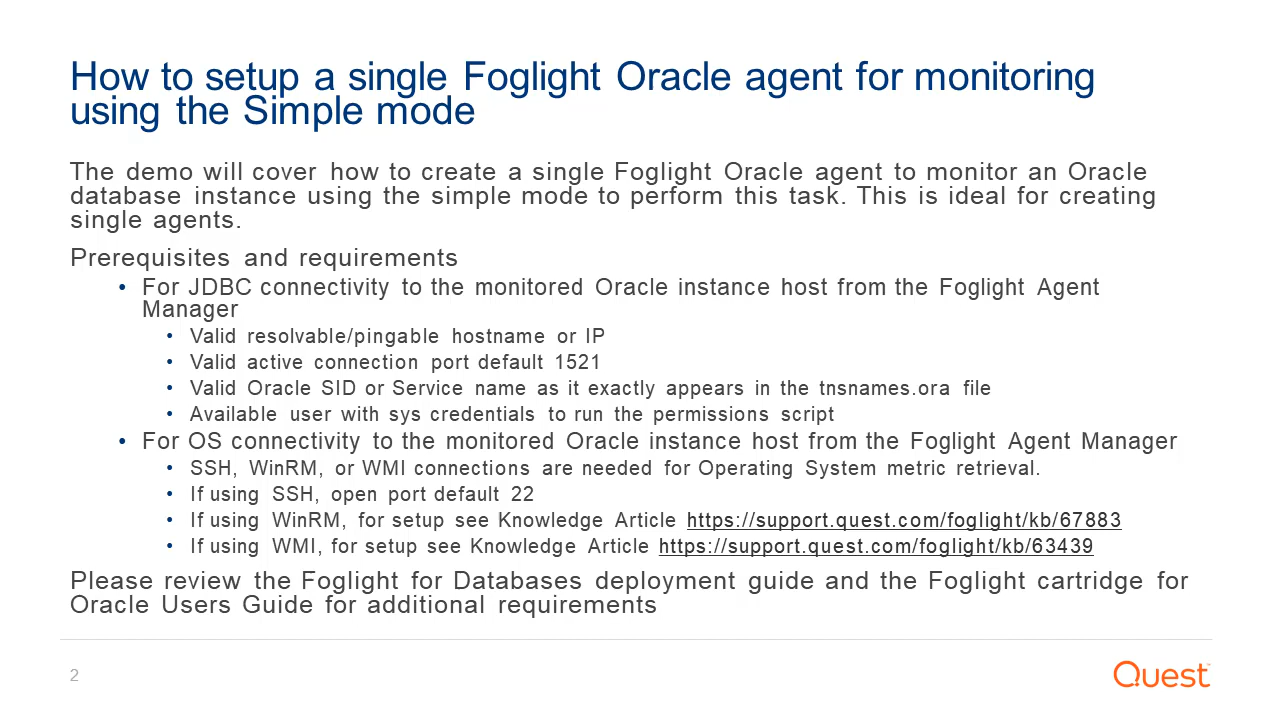 How to setup a single Foglight Oracle agent for monitoring
using the Simple mode
The demo will cover how to create a single Foglight Oracle agent to monitor an Oracle
database instance using the simple mode to perform this task. This is ideal for creating
single agents.
Prerequisites and requirements
• For JDBC connectivity to the monitored Oracle instance host from the Foglight Agent
Manager
• Valid resolvable/pingable hostname or IP
• Valid active connection port default 1521
• Valid Oracle SID or Service name as it exactly appears in the tnsnames.ora file
• Available user with sys credentials to run the permissions script
• For OS connectivity to the monitored Oracle instance host from the Foglight Agent Manager
• SSH, WinRM, or WMI connections are needed for Operating System metric retrieval.
• If using SSH, open port default 22
• If using WinRM, for setup see Knowledge Article https://support.quest.com/foglight/kb/67883
• If using WMI, for setup see Knowledge Article https://support.quest.com/foglight/kb/63439
Please review the Foglight for Databases deployment guide and the Foglight cartridge for
Oracle Users Guide for additional requirements
2
Quest